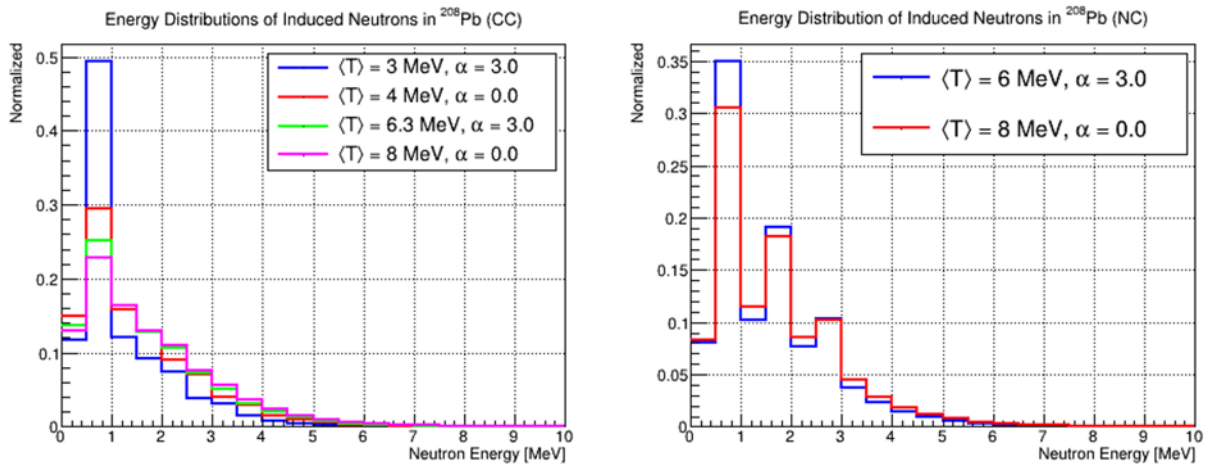 Energy Distributions of Induced Neutrons in ²⁰⁸Pb (CC)
Normalized
0.5
0.4
0.3
0.2
0.1
0
⟨T⟩ = 3 MeV, α = 3.0
⟨T⟩ = 4 MeV, α = 0.0
⟨T⟩ = 6.3 MeV, α = 3.0
⟨T⟩ = 8 MeV, α = 0.0
0 1 2 3 4 5 6 7 8 9 10
Neutron Energy [MeV]
Energy Distribution of Induced Neutrons in ²⁰⁸Pb (NC)
Normalized
0.35
0.3
0.25
0.2
0.15
0.1
0.05
0
⟨T⟩ = 6 MeV, α = 3.0
⟨T⟩ = 8 MeV, α = 0.0
0 1 2 3 4 5 6 7 8 9 10
Neutron Energy [MeV]